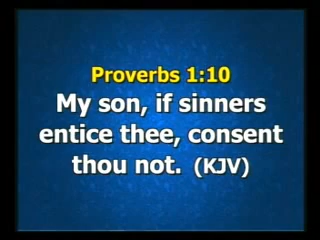 Proverbs 1:10
My son, if sinners
entice thee, consent
thou not. (KJV)